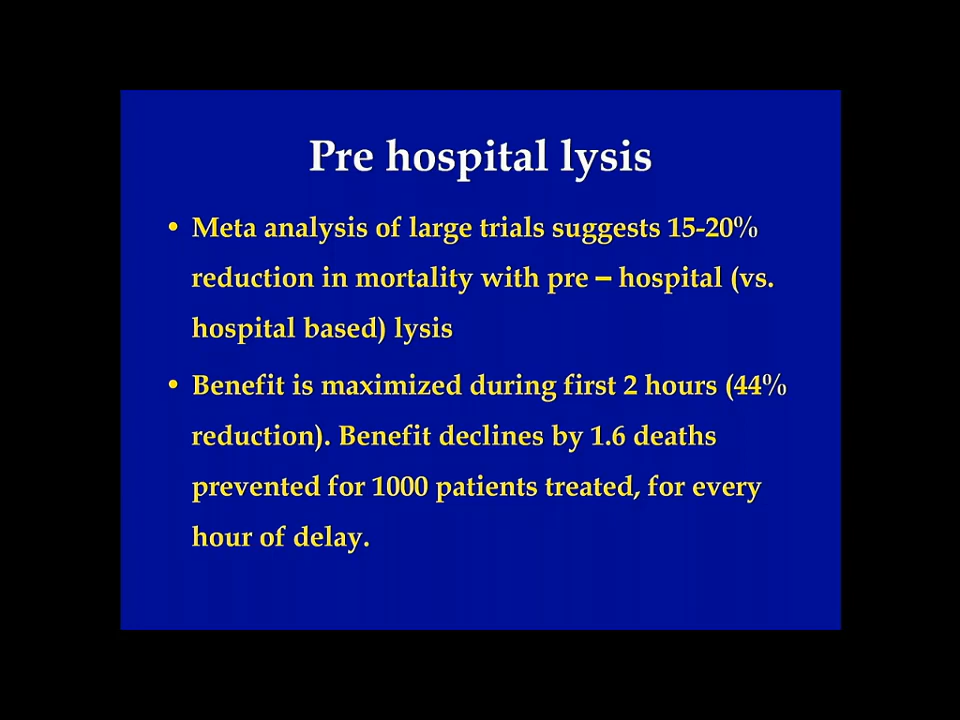 Pre hospital lysis
• Meta analysis of large trials suggests 15-20%
reduction in mortality with pre – hospital (vs.
hospital based) lysis
• Benefit is maximized during first 2 hours (44%
reduction). Benefit declines by 1.6 deaths
prevented for 1000 patients treated, for every
hour of delay.